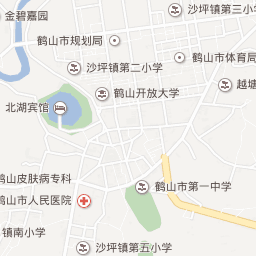 沙坪镇第三小学
金碧嘉园
鹤山市规划局
鹤山市体育局
沙坪镇第二小学
越塘
鹤山开放大学
北湖宾馆
鹤山皮肤病专科
鹤山市第一中学
鹤山市人民医院
镇南小学
沙坪镇第五小学